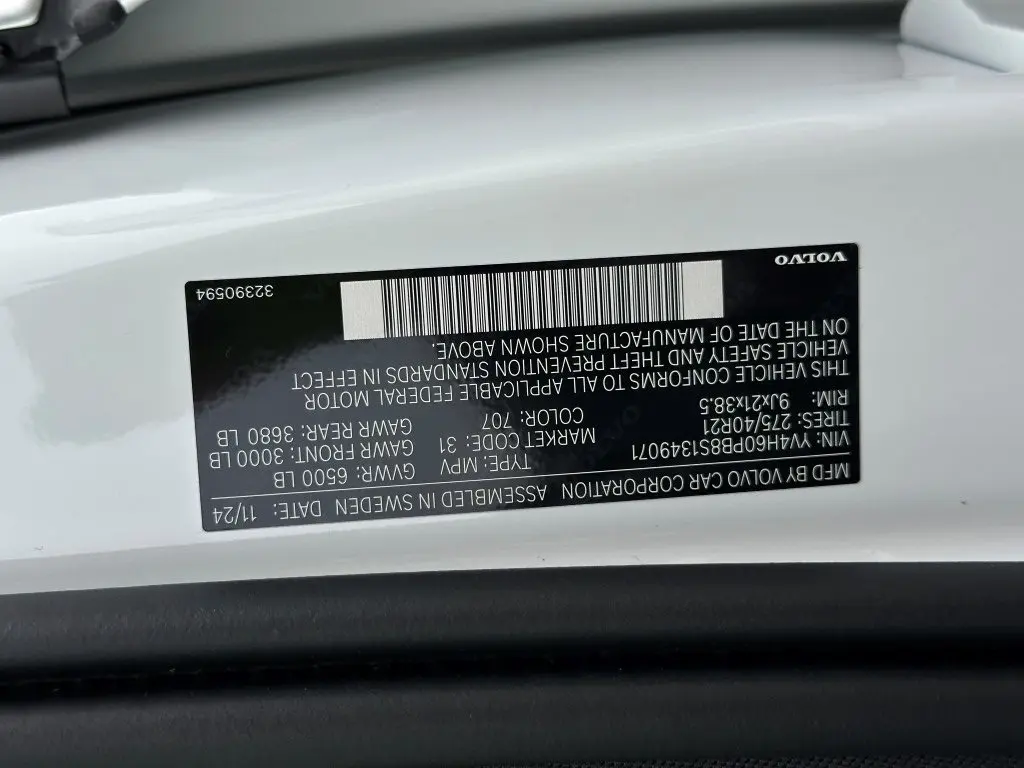 MFD BY VOLVO CAR CORPORATION ASSEMBLED IN SWEDEN DATE: 11/24
VIN: YV4H60PB8S1349071 TYPE: MPV GVWR: 6500 LB
TIRES: 275/40R21 MARKET CODE: 31 GAWR FRONT: 3000 LB
RIM: 9Jx21x38.5 COLOR: 707 GAWR REAR: 3680 LB
THIS VEHICLE CONFORMS TO ALL APPLICABLE FEDERAL MOTOR
VEHICLE SAFETY AND THEFT PREVENTION STANDARDS IN EFFECT
ON THE DATE OF MANUFACTURE SHOWN ABOVE.
VOLVO 32390594